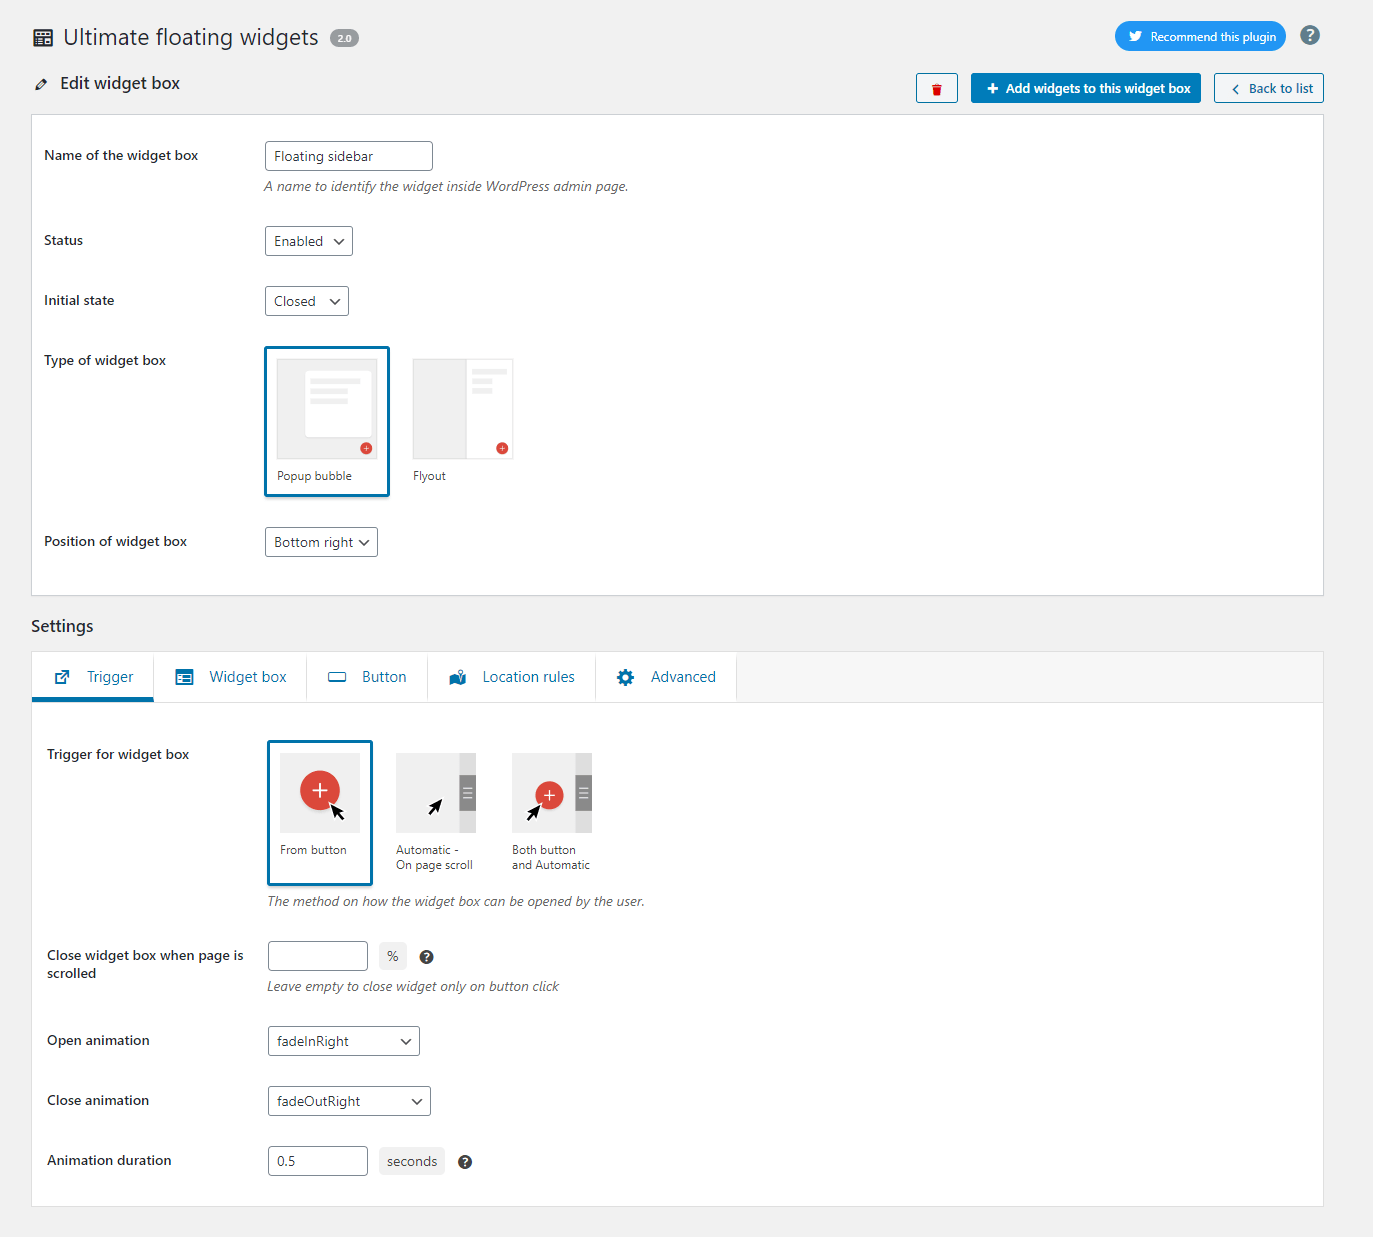 Ultimate floating widgets 2.0
Recommend this plugin ?
Edit widget box
Add widgets to this widget box
Back to list
Name of the widget box
Floating sidebar
A name to identify the widget inside WordPress admin page.
Status
Enabled
Initial state
Closed
Type of widget box
Popup bubble
Flyout
Position of widget box
Bottom right
Settings
Trigger
Widget box
Button
Location rules
Advanced
Trigger for widget box
From button
Automatic -
On page scroll
Both button
and Automatic
The method on how the widget box can be opened by the user.
Close widget box when page is
scrolled
% ?
Leave empty to close widget only on button click
Open animation
fadeInRight
Close animation
fadeOutRight
Animation duration
0.5 seconds ?